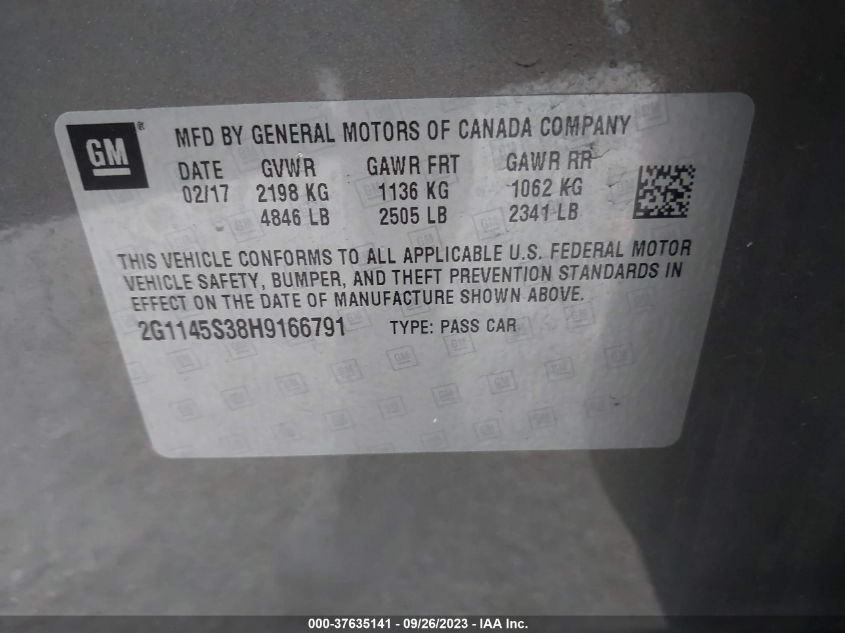 GM ®
MFD BY GENERAL MOTORS OF CANADA COMPANY
DATE GVWR GAWR FRT GAWR RR
02/17 2198 KG 1136 KG 1062 KG
4846 LB 2505 LB 2341 LB
THIS VEHICLE CONFORMS TO ALL APPLICABLE U.S. FEDERAL MOTOR
VEHICLE SAFETY, BUMPER, AND THEFT PREVENTION STANDARDS IN
EFFECT ON THE DATE OF MANUFACTURE SHOWN ABOVE.
2G1145S38H9166791 TYPE: PASS CAR
000-37635141 - 09/26/2023 - IAA Inc.